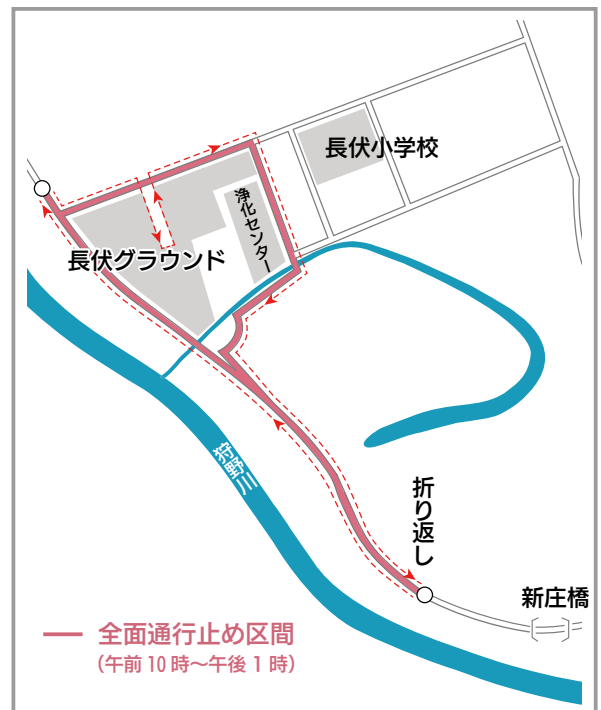 長伏小学校
浄化センター
長伏グラウンド
狩野川
折り返し
新庄橋
全面通行止め区間
(午前10時～午後1時)